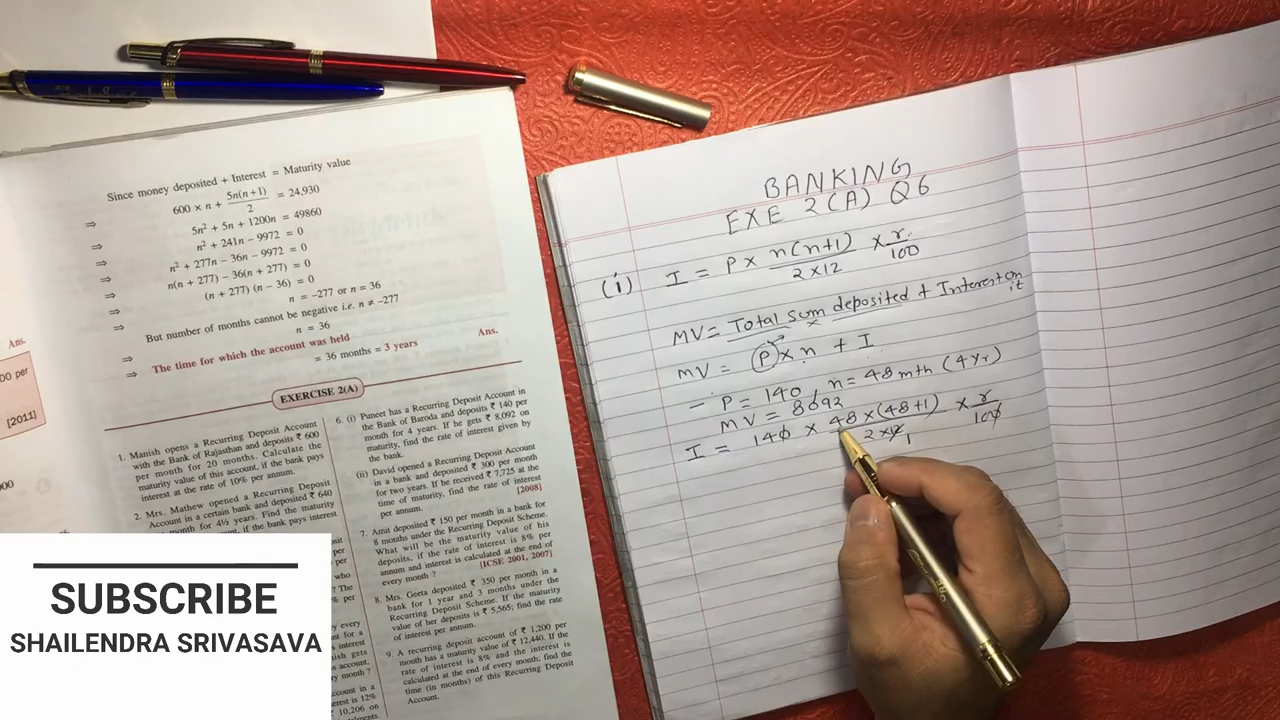 Since money deposited + Interest = Maturity value
⇒ 600 × n + 5n(n + 1)/2 = 24,930
⇒ 5n² + 5n + 1200n = 49860
⇒ n² + 241n – 9972 = 0
⇒ n² + 277n – 36n – 9972 = 0
⇒ n(n + 277) – 36(n + 277) = 0
⇒ (n + 277) (n – 36) = 0
⇒ n = –277 or n = 36
But number of months cannot be negative i.e. n ≠ –277
⇒ n = 36
⇒ The time for which the account was held
= 36 months = 3 years Ans.
Ans.
00 per
[2011]
EXERCISE 2(A)
1. Manish opens a Recurring Deposit Account
with the Bank of Rajasthan and deposits ₹ 600
per month for 20 months. Calculate the
maturity value of this account, if the bank pays
interest at the rate of 10% per annum.
2. Mrs. Mathew opened a Recurring Deposit
Account in a certain bank and deposited ₹ 640
month for 4½ years. Find the maturity
of this account, if the bank pays interest
6. (i) Puneet has a Recurring Deposit Account in
the Bank of Baroda and deposits ₹ 140 per
month for 4 years. If he gets ₹ 8,092 on
maturity, find the rate of interest given by
the bank.
(ii) David opened a Recurring Deposit
Account in a bank and deposited ₹ 300 per month
for two years. If he received ₹ 7,725 at the
time of maturity, find the rate of interest
per annum. [2008]
7. Amit deposited ₹ 150 per month in a bank for
8 months under the Recurring Deposit Scheme.
What will be the maturity value of his
deposits, if the rate of interest is 8% per
annum and interest is calculated at the end of
every month ? [ICSE 2001, 2007]
8. Mrs. Geeta deposited ₹ 350 per month in a
bank for 1 year and 3 months under the
Recurring Deposit Scheme. If the maturity
value of her deposits is ₹ 5,565; find the rate
of interest per annum.
9. A recurring deposit account of ₹ 1,200 per
month has a maturity value of ₹ 12,440. If the
rate of interest is 8% and the interest is
calculated at the end of every month; find the
time (in months) of this Recurring Deposit
Account.
BANKING
EXE 2(A) Q6
(i) I = P × n(n+1)/2×12 × r/100
MV = Total sum deposited + Interest on it
MV = P × n + I
– P = 140, n = 48 mth (4 Yr)
MV = 8092
I = 140 × 48×(48+1)/2×12 1 × r/100
SUBSCRIBE
SHAILENDRA SRIVASAVA